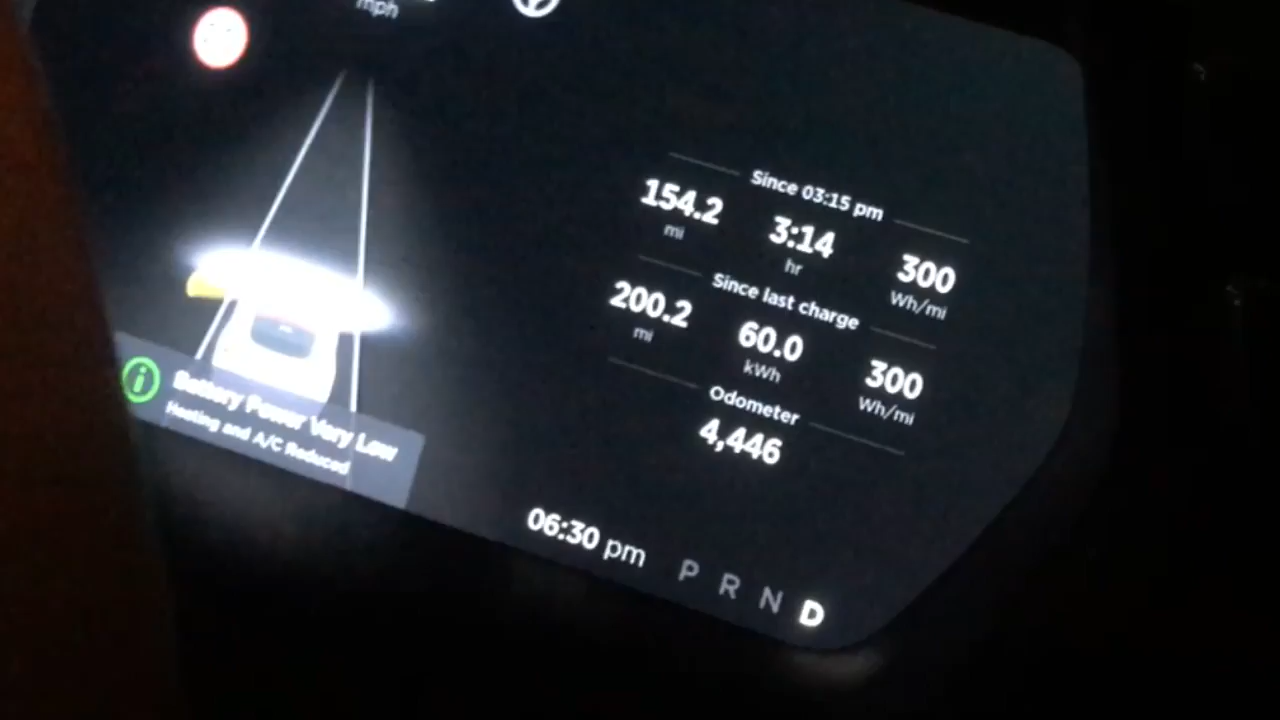 mph
Since 03:15 pm
154.2 3:14 300
mi hr Wh/mi
Since last charge
200.2 60.0 300
mi kWh Wh/mi
Odometer
4,446
Battery Power Very Low
Heating and A/C Reduced
06:30 pm P R N D